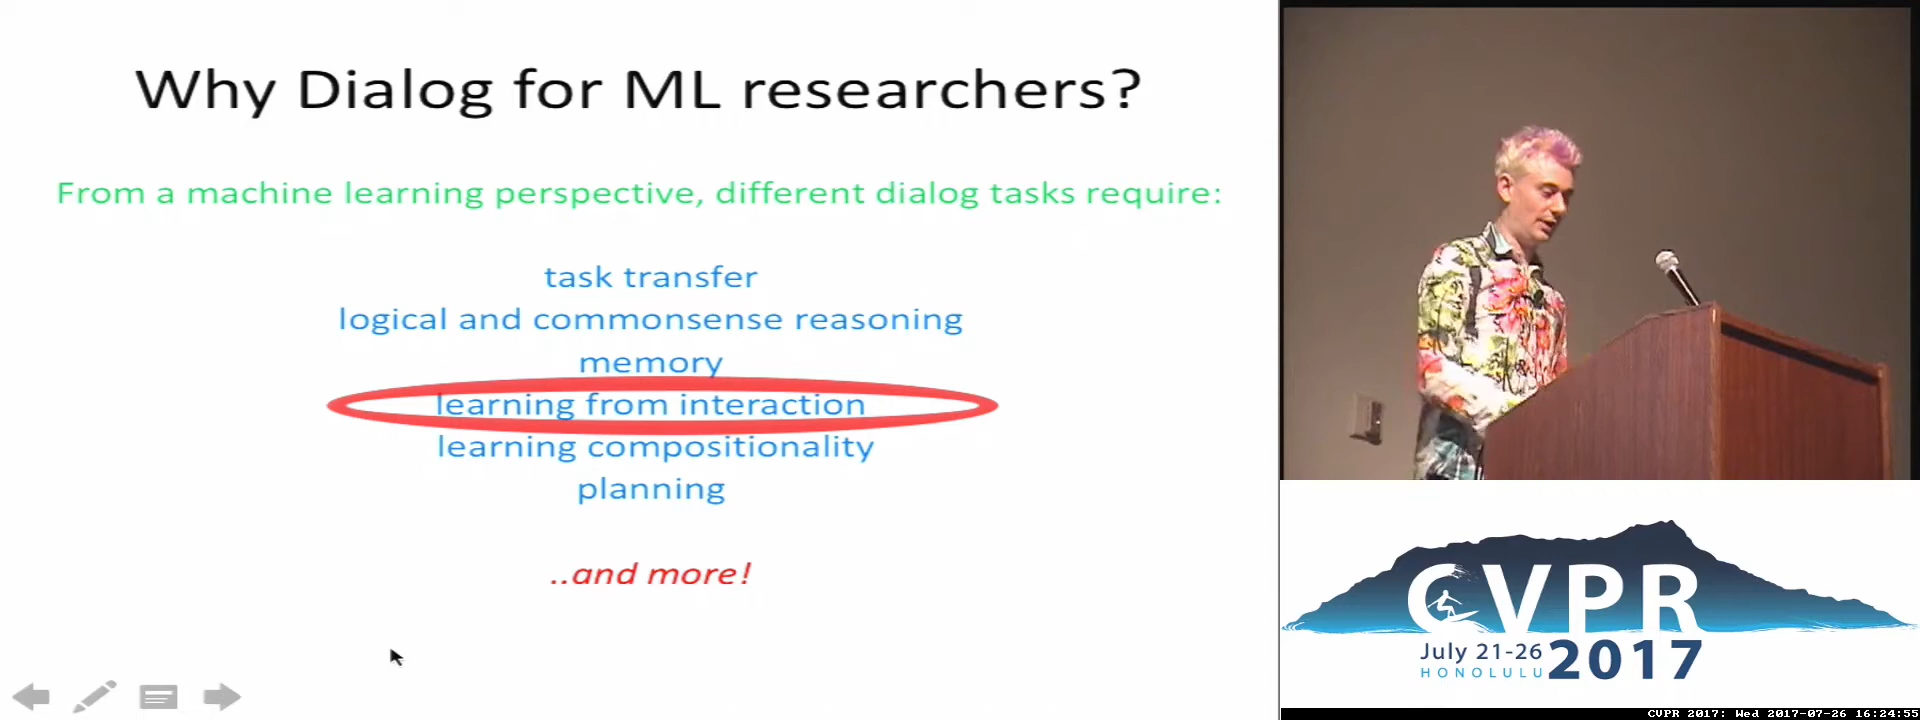 Why Dialog for ML researchers?
From a machine learning perspective, different dialog tasks require:
task transfer
logical and commonsense reasoning
memory
learning from interaction
learning compositionality
planning
..and more!
CVPR
July 21-26
HONOLULU
2017
CVPR 2017: Wed 2017-07-26 16:24:55